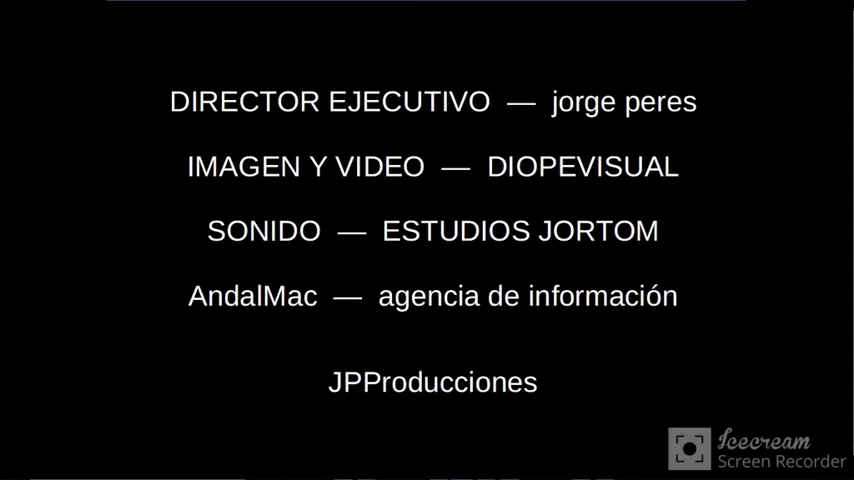 DIRECTOR EJECUTIVO — jorge peres
IMAGEN Y VIDEO — DIOPEVISUAL
SONIDO — ESTUDIOS JORTOM
AndalMac — agencia de información
JPProducciones
Icecream
Screen Recorder